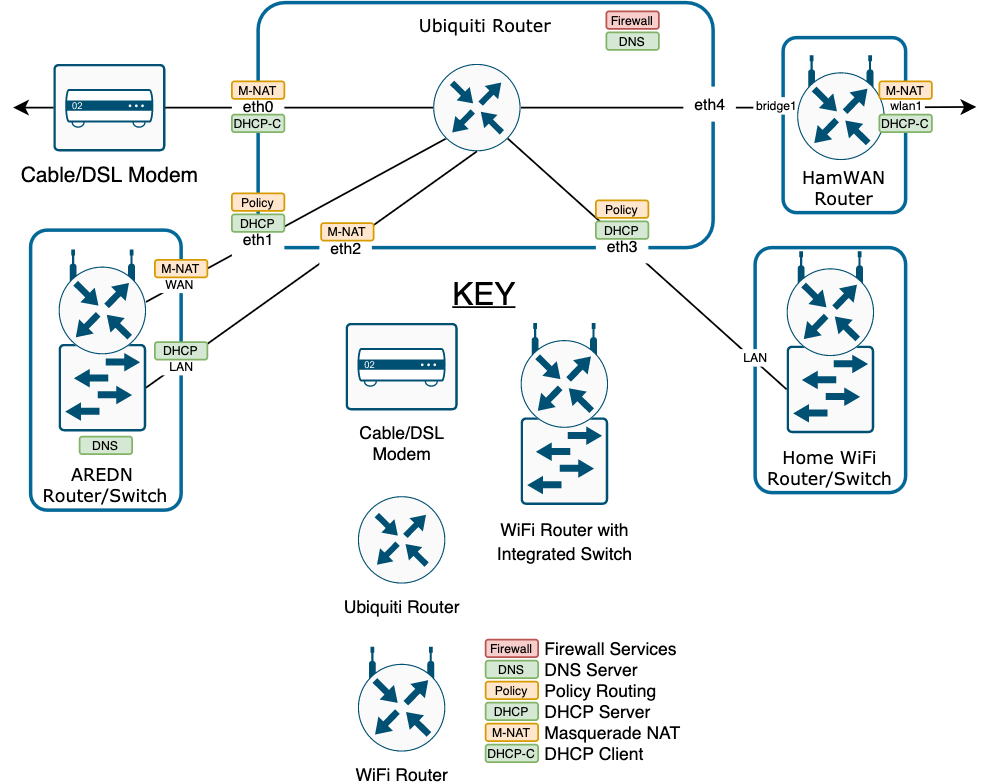 Ubiquiti Router
Firewall
DNS
M-NAT
eth0
DHCP-C
O2
Cable/DSL Modem
eth4
bridge1
M-NAT
wlan1
DHCP-C
HamWAN
Router
Policy
DHCP
eth1
M-NAT
eth2
Policy
DHCP
eth3
M-NAT
WAN
DHCP
LAN
DNS
AREDN
Router/Switch
LAN
Home WiFi
Router/Switch
KEY
O2
Cable/DSL
Modem
WiFi Router with
Integrated Switch
Ubiquiti Router
WiFi Router
Firewall Firewall Services
DNS DNS Server
Policy Policy Routing
DHCP DHCP Server
M-NAT Masquerade NAT
DHCP-C DHCP Client